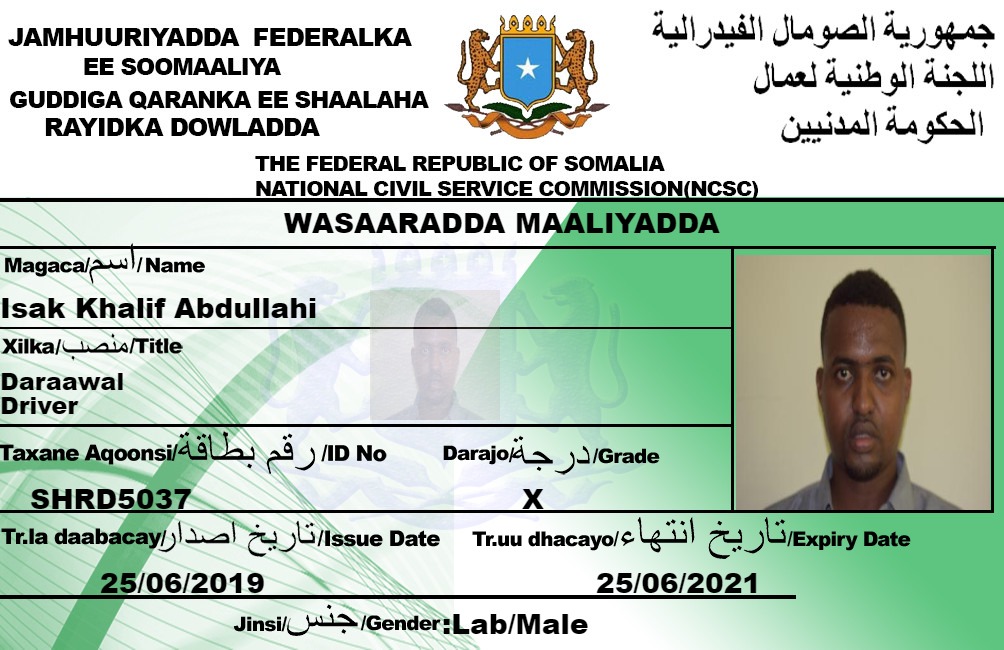 JAMHUURIYADDA FEDERALKA
EE SOOMAALIYA
GUDDIGA QARANKA EE SHAALAHA
RAYIDKA DOWLADDA
جمهورية الصومال الفيدرالية
اللجنة الوطنية لعمال
الحكومة المدنيين
THE FEDERAL REPUBLIC OF SOMALIA
NATIONAL CIVIL SERVICE COMMISSION(NCSC)
WASAARADDA MAALIYADDA
Magaca/اسم/Name
Isak Khalif Abdullahi
Xilka/منصب/Title
Daraawal
Driver
Taxane Aqoonsi/رقم بطاقة/ID No
Darajo/درجة/Grade
SHRD5037
X
Tr.la daabacay/تاريخ اصدار/Issue Date
Tr.uu dhacayo/تاريخ انتهاء/Expiry Date
25/06/2019
25/06/2021
Jinsi/جنس/Gender:Lab/Male